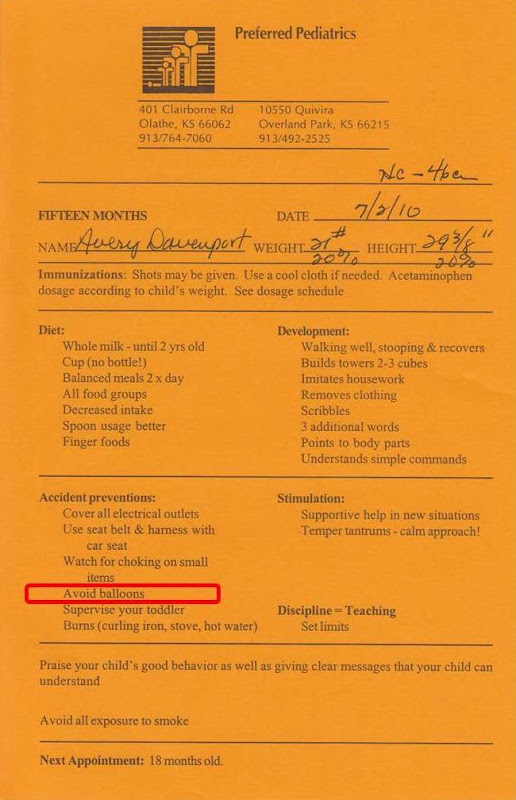 Preferred Pediatrics
401 Clairborne Rd
Olathe, KS 66062
913/764-7060
10550 Quivira
Overland Park, KS 66215
913/492-2525
HC - 46cm
FIFTEEN MONTHS DATE 7/2/10
NAME Avery Davenport WEIGHT 21# HEIGHT 29 3/8"
20% 20%
Immunizations: Shots may be given. Use a cool cloth if needed. Acetaminophen
dosage according to child's weight. See dosage schedule
Diet:
Whole milk - until 2 yrs old
Cup (no bottle!)
Balanced meals 2 x day
All food groups
Decreased intake
Spoon usage better
Finger foods
Development:
Walking well, stooping & recovers
Builds towers 2-3 cubes
Imitates housework
Removes clothing
Scribbles
3 additional words
Points to body parts
Understands simple commands
Accident preventions:
Cover all electrical outlets
Use seat belt & harness with
car seat
Watch for choking on small
items
Avoid balloons
Supervise your toddler
Burns (curling iron, stove, hot water)
Stimulation:
Supportive help in new situations
Temper tantrums - calm approach!
Discipline = Teaching
Set limits
Praise your child's good behavior as well as giving clear messages that your child can
understand
Avoid all exposure to smoke
Next Appointment: 18 months old.